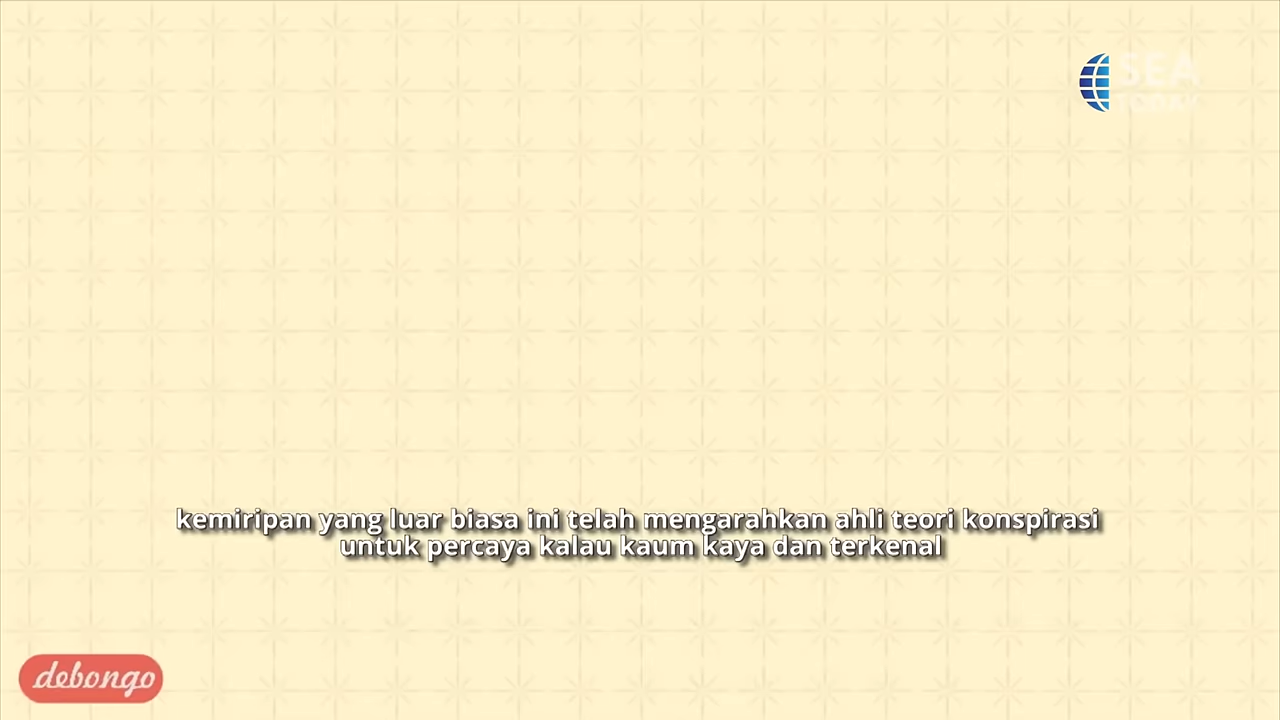 SEA
TODAY
kemiripan yang luar biasa ini telah mengarahkan ahli teori konspirasi
untuk percaya kalau kaum kaya dan terkenal
debongo